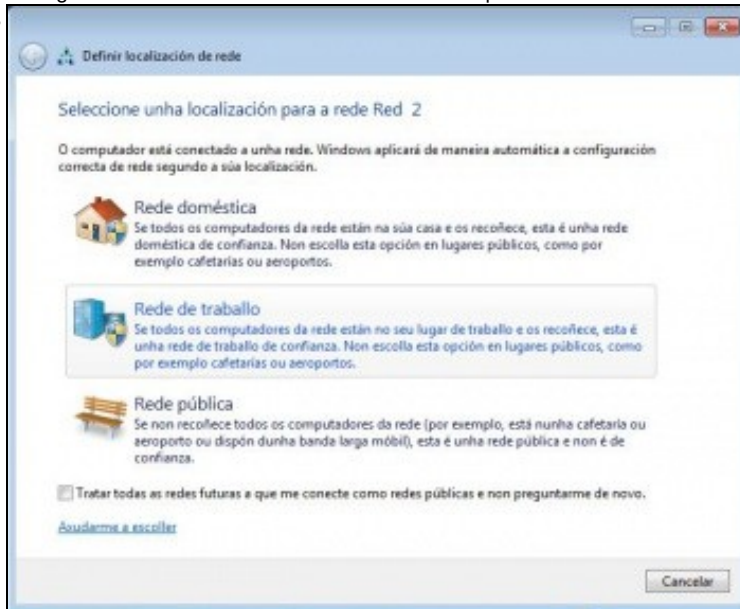 Definir localización de rede
Seleccione unha localización para a rede Red 2
O computador está conectado a unha rede. Windows aplicará de maneira automática a configuración
correcta de rede segundo a súa localización.
Rede doméstica
Se todos os computadores da rede están na súa casa e os recoñece, esta é unha rede
doméstica de confianza. Non escolla esta opción en lugares públicos, como por
exemplo cafetarías ou aeroportos.
Rede de traballo
Se todos os computadores da rede están no seu lugar de traballo e os recoñece, esta é
unha rede de traballo de confianza. Non escolla esta opción en lugares públicos, como
por exemplo cafetarías ou aeroportos.
Rede pública
Se non recoñece todos os computadores da rede (por exemplo, está nunha cafetaría ou
aeroporto ou dispón dunha banda larga móbil), esta é unha rede pública e non é de
confianza.
Tratar todas as redes futuras a que me conecte como redes públicas e non preguntarme de novo.
Axudarme a escoller
Cancelar